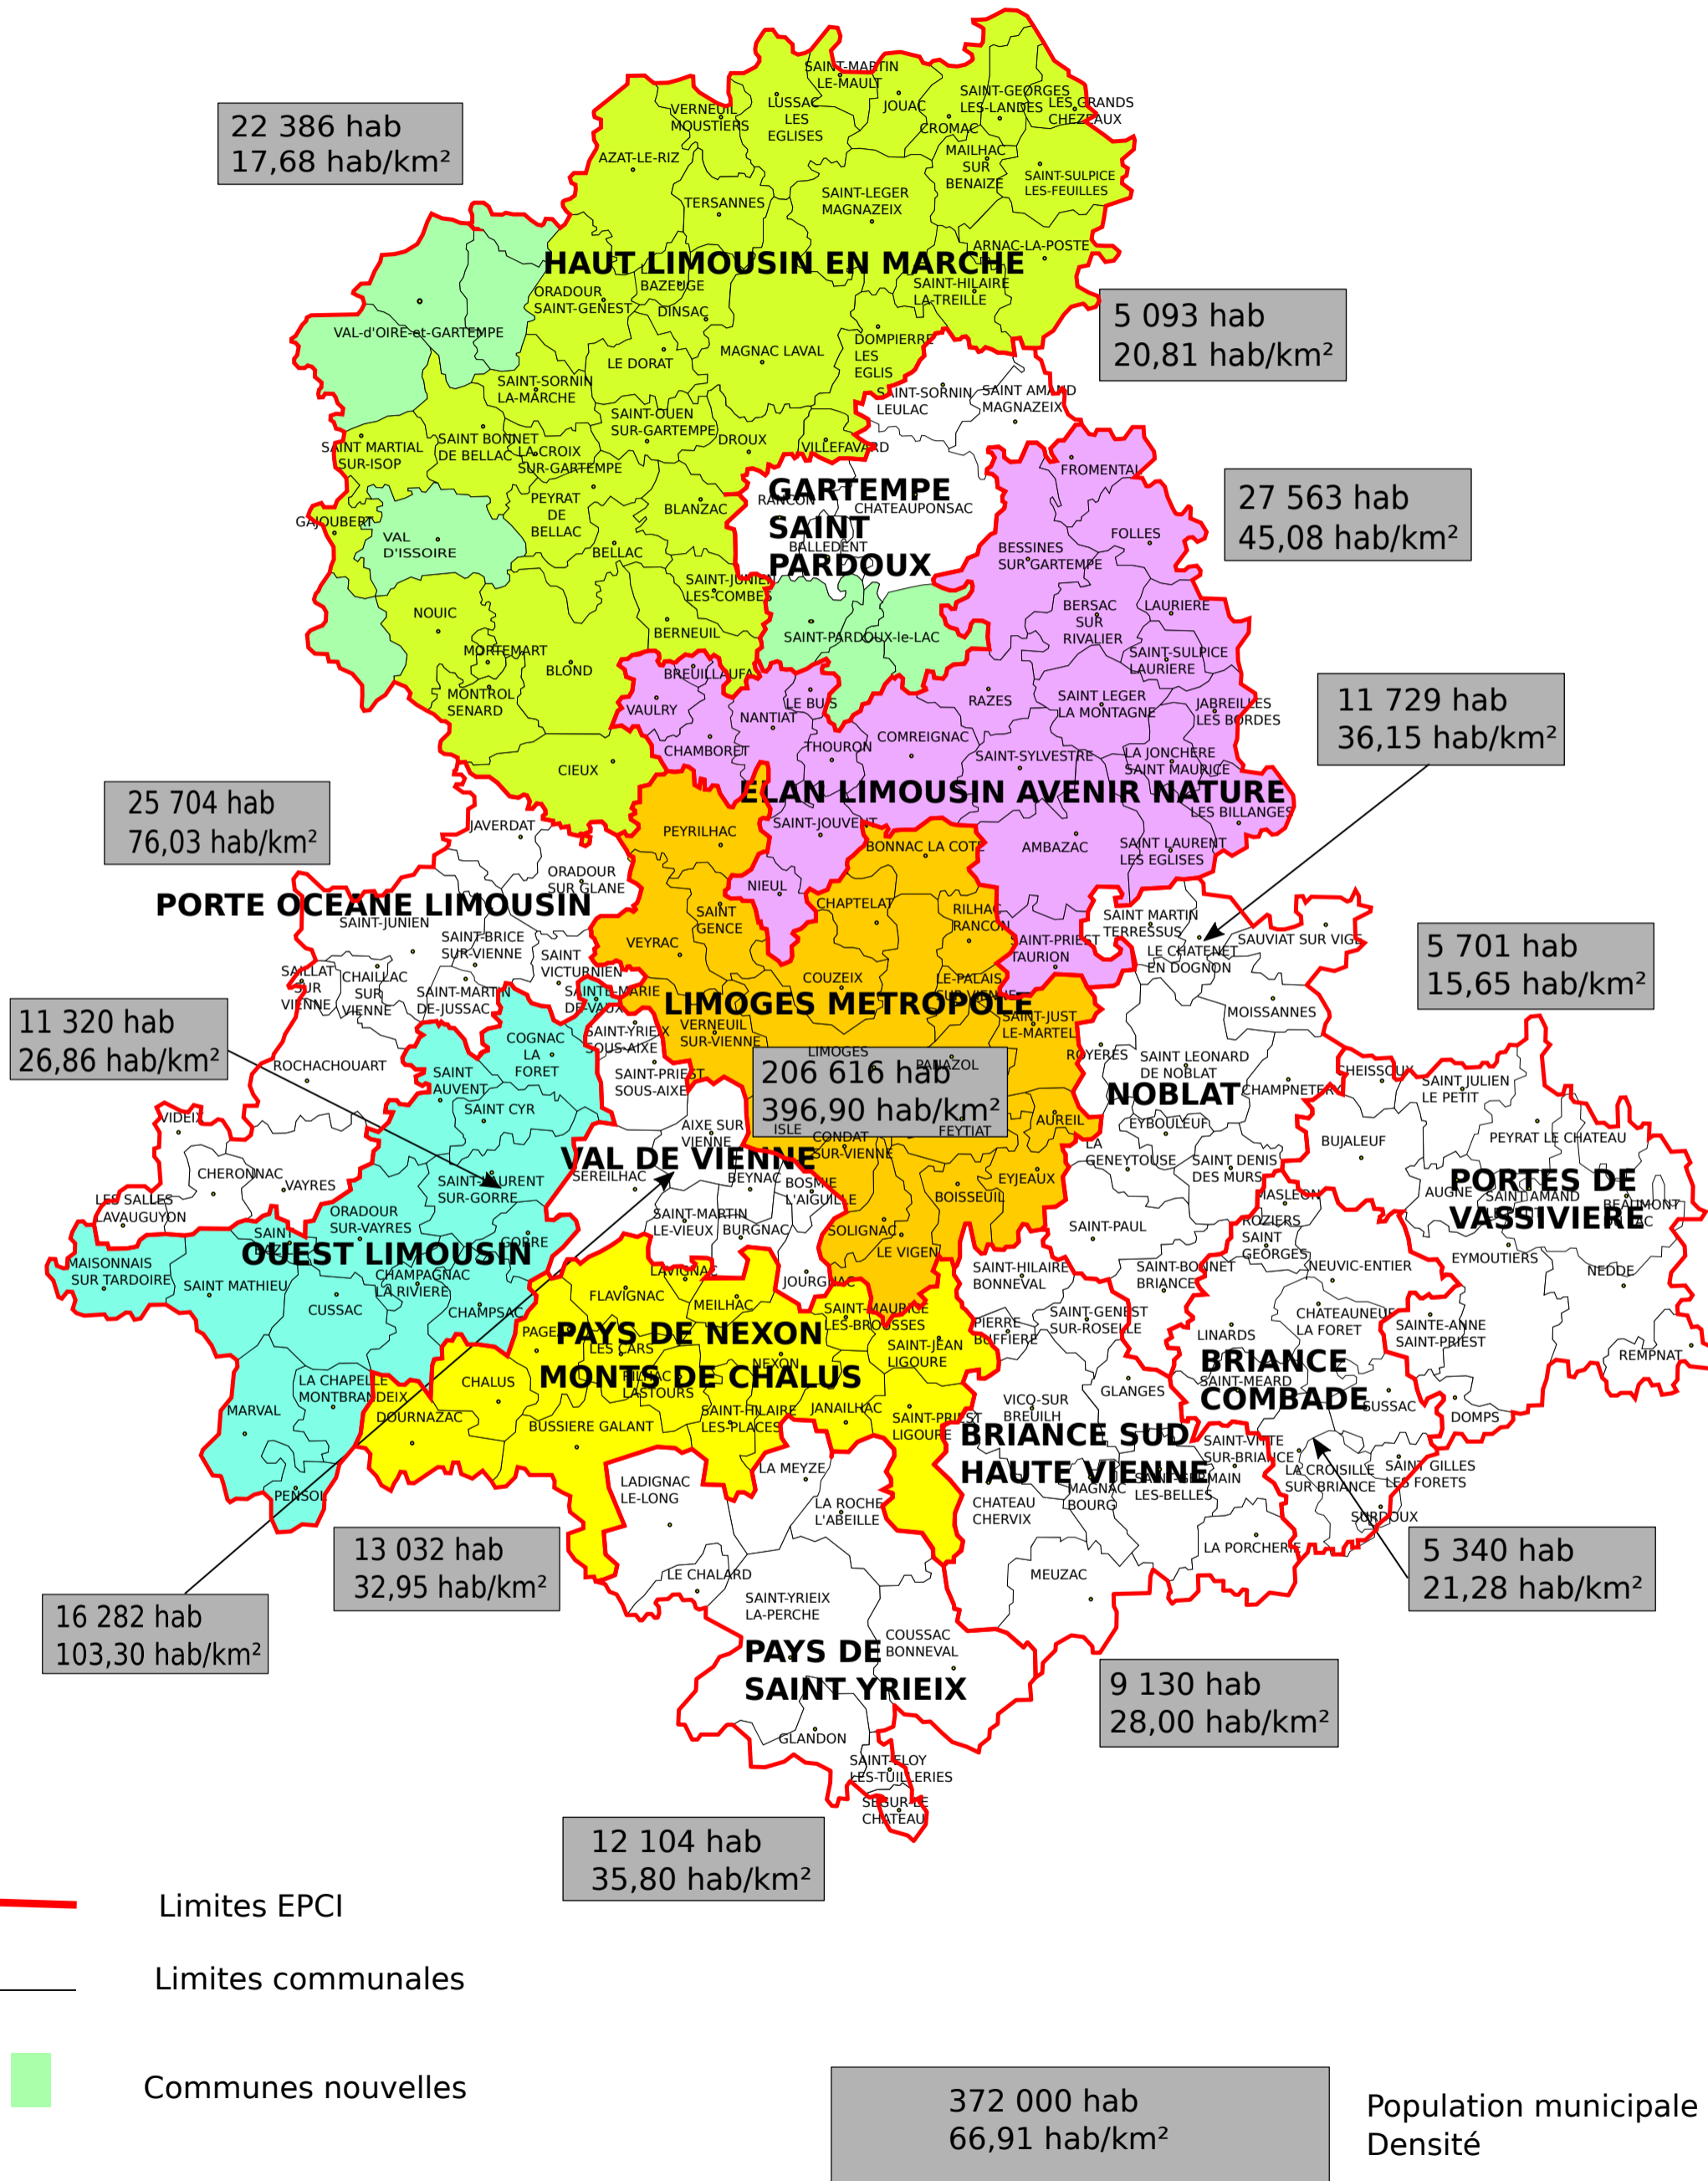 SAINT-MARTIN
LE-MAULT
VERNEUIL
MOUSTIERS
LUSSAC
LES
EGLISES
JOUAC
SAINT-GEORGES
LES-LANDES
LES GRANDS
CHEZEAUX
CROMAC
22 386 hab
17,68 hab/km²
AZAT-LE-RIZ
MAILHAC
SUR
BENAIZE
SAINT-SULPICE
LES-FEUILLES
TERSANNES
SAINT-LEGER
MAGNAZEIX
ARNAC-LA-POSTE
HAUT LIMOUSIN EN MARCHE
BAZEUGE
ORADOUR
SAINT-GENEST
SAINT-HILAIRE
LA-TREILLE
DINSAC
VAL-d'OIRE-et-GARTEMPE
5 093 hab
20,81 hab/km²
DOMPIERRE
LES
EGLIS
MAGNAC LAVAL
LE DORAT
SAINT-SORNIN
LA-MARCHE
SAINT-SORNIN
LEULAC
SAINT AMAND
MAGNAZEIX
SAINT-OUEN
SUR-GARTEMPE
SAINT MARTIAL
SUR-ISOP
SAINT BONNET
DE BELLAC
LA-CROIX
SUR-GARTEMPE
DROUX
VILLEFAVARD
FROMENTAL
GARTEMPE
SAINT
PARDOUX
RANCON
CHATEAUPONSAC
BALLEDENT
27 563 hab
45,08 hab/km²
PEYRAT
DE
BELLAC
BLANZAC
GAJOUBERT
VAL
D'ISSOIRE
BELLAC
FOLLES
BESSINES
SUR GARTEMPE
SAINT-JUNIEN
LES-COMBES
NOUIC
BERSAC
SUR
RIVALIER
LAURIERE
BERNEUIL
SAINT-PARDOUX-le-LAC
MORTEMART
BLOND
SAINT-SULPICE
LAURIERE
BREUILLAUFA
MONTROL
SENARD
VAULRY
NANTIAT
LE BUIS
RAZES
SAINT LEGER
LA MONTAGNE
JABREILLES
LES BORDES
11 729 hab
36,15 hab/km²
CHAMBORET
THOURON
COMREIGNAC
SAINT-SYLVESTRE
LA JONCHERE
SAINT MAURICE
CIEUX
ELAN LIMOUSIN AVENIR NATURE
25 704 hab
76,03 hab/km²
JAVERDAT
PEYRILHAC
SAINT-JOUVENT
LES BILLANGES
BONNAC LA COTE
AMBAZAC
SAINT LAURENT
LES EGLISES
ORADOUR
SUR GLANE
NIEUL
PORTE OCEANE LIMOUSIN
SAINT-JUNIEN
SAINT
GENCE
CHAPTELAT
RILHAC
RANCON
SAINT MARTIN
TERRESSUS
SAINT-BRICE
SUR-VIENNE
VEYRAC
SAINT-PRIEST
TAURION
LE CHATENET
EN DOGNON
SAUVIAT SUR VIGE
5 701 hab
15,65 hab/km²
SAINT
VICTURNIEN
SAILLAT
SUR
VIENNE
CHAILLAC
SUR
VIENNE
SAINT-MARTIN
DE-JUSSAC
SAINTE-MARIE
DE-VAUX
COUZEIX
LE-PALAIS
SUR-VIENNE
LIMOGES METROPOLE
MOISSANNES
11 320 hab
26,86 hab/km²
COGNAC
LA
FORET
SAINT-YRIEIX
SOUS-AIXE
VERNEUIL
SUR-VIENNE
SAINT-JUST
LE-MARTEL
LIMOGES
PANAZOL
206 616 hab
396,90 hab/km²
ROYERES
SAINT LEONARD
DE NOBLAT
ROCHACHOUART
SAINT
AUVENT
SAINT-PRIEST
SOUS-AIXE
NOBLAT
CHAMPNETERY
CHEISSOUX
SAINT JULIEN
LE PETIT
VIDEIX
SAINT CYR
AIXE SUR
VIENNE
ISLE
CONDAT
SUR-VIENNE
FEYTIAT
AUREIL
EYBOULEUF
BUJALEUF
PEYRAT LE CHATEAU
VAL DE VIENNE
LA
GENEYTOUSE
SAINT DENIS
DES MURS
CHERONNAC
VAYRES
SAINT-LAURENT
SUR-GORRE
SEREILHAC
BEYNAC
BOSMIE
L'AIGUILLE
BOISSEUIL
EYJEAUX
MASLEON
PORTES DE
VASSIVIERE
AUGNE
SAINT AMAND
BEAUMONT
LES SALLES
LAVAUGUYON
ORADOUR
SUR-VAYRES
SAINT-MARTIN
LE-VIEUX
BURGNAC
SOLIGNAC
SAINT-PAUL
ROZIERS
SAINT
GEORGES
SAINT
GORRE
OUEST LIMOUSIN
LE VIGEN
EYMOUTIERS
NEDDE
MAISONNAIS
SUR TARDOIRE
SAINT MATHIEU
CHAMPAGNAC
LA RIVIERE
LAVIGNAC
JOURGNAC
SAINT-HILAIRE
BONNEVAL
SAINT-BONNET
BRIANCE
NEUVIC-ENTIER
CUSSAC
CHAMPSAC
FLAVIGNAC
MEILHAC
SAINT-MAURICE
LES-BROUSSES
PIERRE
BUFFIERE
SAINT-GENEST
SUR-ROSELLE
CHATEAUNEUF
LA FORET
SAINTE-ANNE
SAINT-PRIEST
PAGEAS
PAYS DE NEXON
MONTS DE CHALUS
LES CARS
NEXON
SAINT-JEAN
LIGOURE
LINARDS
REMPNAT
LA CHAPELLE
MONTBRANDEIX
CHALUS
RILHAC
LASTOURS
BRIANCE
COMBADE
SAINT-MEARD
GLANGES
SUSSAC
MARVAL
DOURNAZAC
BUSSIERE GALANT
SAINT-HILAIRE
LES-PLACES
JANAILHAC
SAINT-PRIEST
LIGOURE
VICQ-SUR
BREUILH
DOMPS
BRIANCE SUD
HAUTE VIENNE
SAINT-VITTE
SUR-BRIANCE
LA CROISILLE
SUR BRIANCE
SAINT GILLES
LES FORETS
PENSOL
LADIGNAC
LE-LONG
LA MEYZE
LA ROCHE
L'ABEILLE
CHATEAU
CHERVIX
MAGNAC
BOURG
SAINT-GERMAIN
LES-BELLES
SURDOUX
13 032 hab
32,95 hab/km²
LA PORCHERIE
5 340 hab
21,28 hab/km²
LE CHALARD
MEUZAC
16 282 hab
103,30 hab/km²
SAINT-YRIEIX
LA-PERCHE
PAYS DE
SAINT YRIEIX
COUSSAC
BONNEVAL
9 130 hab
28,00 hab/km²
GLANDON
SAINT-ELOY
LES-TUILLERIES
SEGUR-LE
CHATEAU
12 104 hab
35,80 hab/km²
Limites EPCI
Limites communales
Communes nouvelles
372 000 hab
66,91 hab/km²
Population municipale
Densité